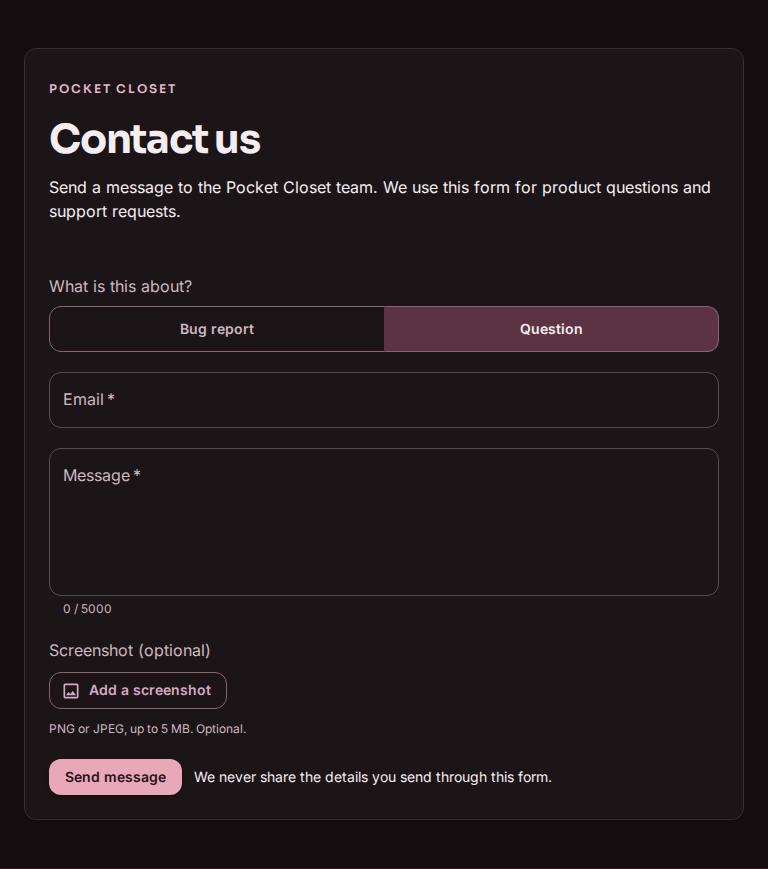 POCKET CLOSET
Contact us
Send a message to the Pocket Closet team. We use this form for product questions and
support requests.
What is this about?
Bug report
Question
Email *
Message *
0 / 5000
Screenshot (optional)
Add a screenshot
PNG or JPEG, up to 5 MB. Optional.
Send message
We never share the details you send through this form.